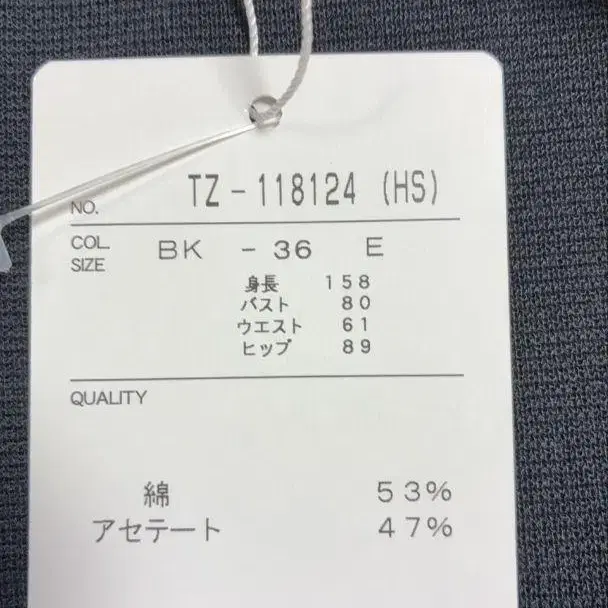 NO. TZ-118124 (HS)
COL. BK - 36 E
SIZE
身長 158
バスト 80
ウエスト 61
ヒップ 89
QUALITY
綿 53%
アセテート 47%